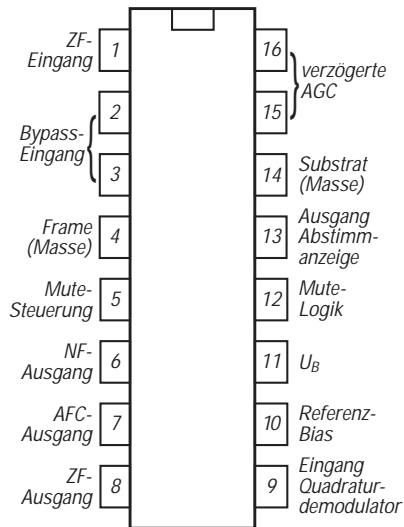 ZF-
Eingang
1
2
Bypass-
Eingang
3
Frame
(Masse)
4
Mute-
Steuerung
5
NF-
Ausgang
6
AFC-
Ausgang
7
ZF-
Ausgang
8
16
verzögerte
AGC
15
14
Substrat
(Masse)
13
Ausgang
Abstimm-
anzeige
12
Mute-
Logik
11
UB
10
Referenz-
Bias
9
Eingang
Quadratur-
demodulator